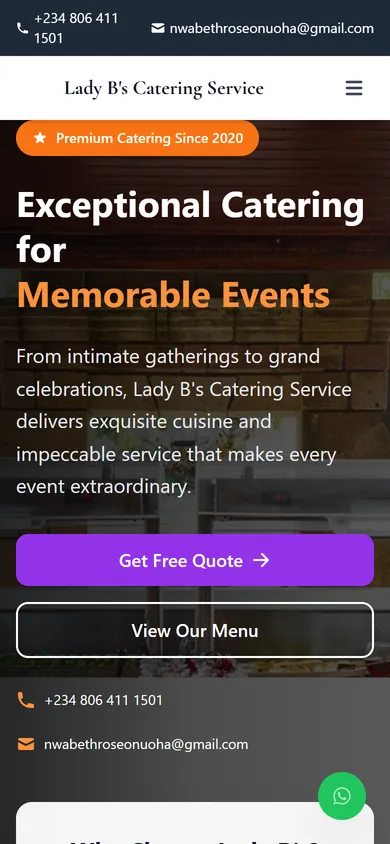 +234 806 411
1501
nwabethroseonuoha@gmail.com
Lady B's Catering Service
Premium Catering Since 2020
Exceptional Catering
for
Memorable Events
From intimate gatherings to grand
celebrations, Lady B's Catering Service
delivers exquisite cuisine and
impeccable service that makes every
event extraordinary.
Get Free Quote
View Our Menu
+234 806 411 1501
nwabethroseonuoha@gmail.com